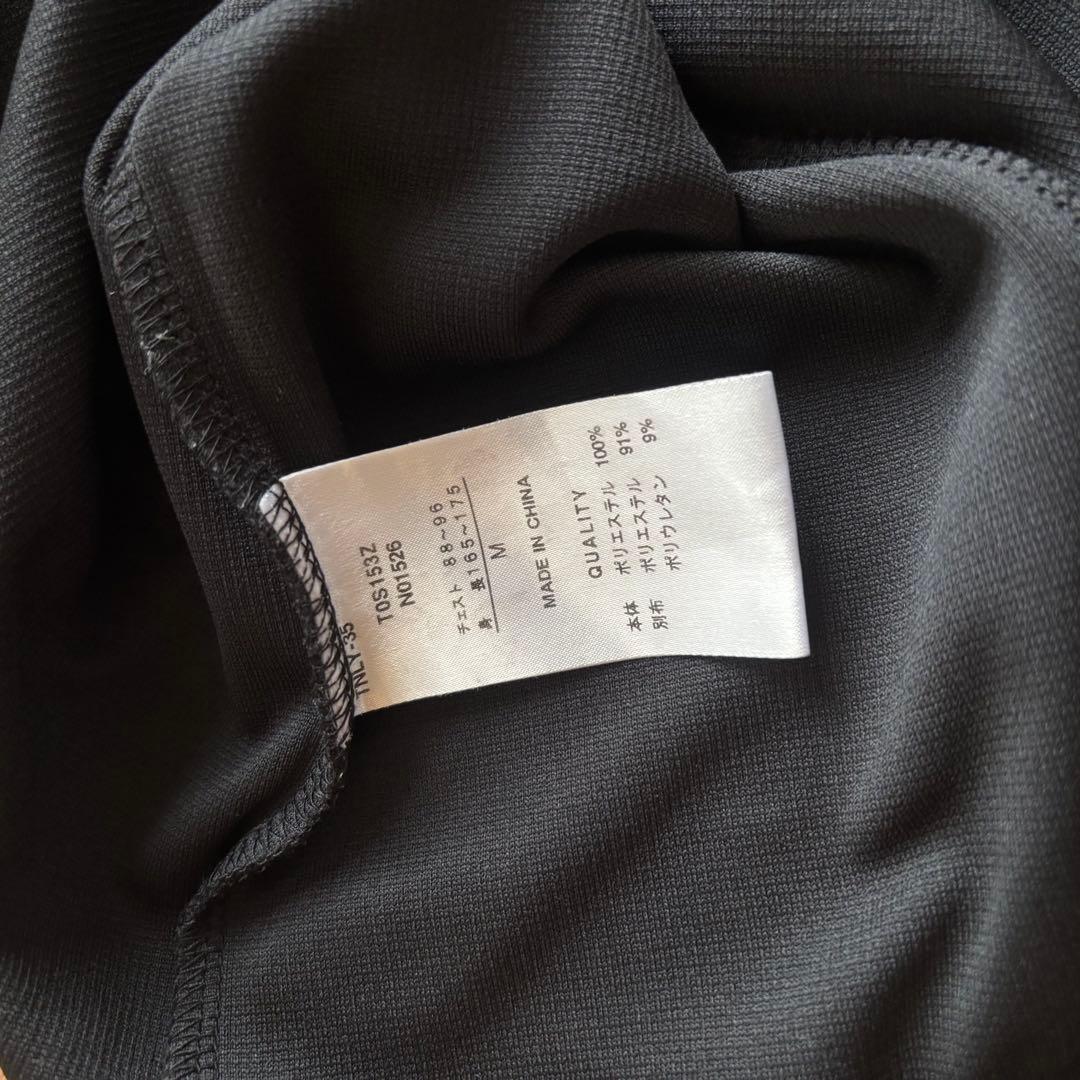 TNLY-35
T0S153Z
N01526
チェスト 88~96
身　長165~175
M
MADE IN CHINA
QUALITY
本体 ポリエステル 100%
別布 ポリエステル 91%
ポリウレタン 9%